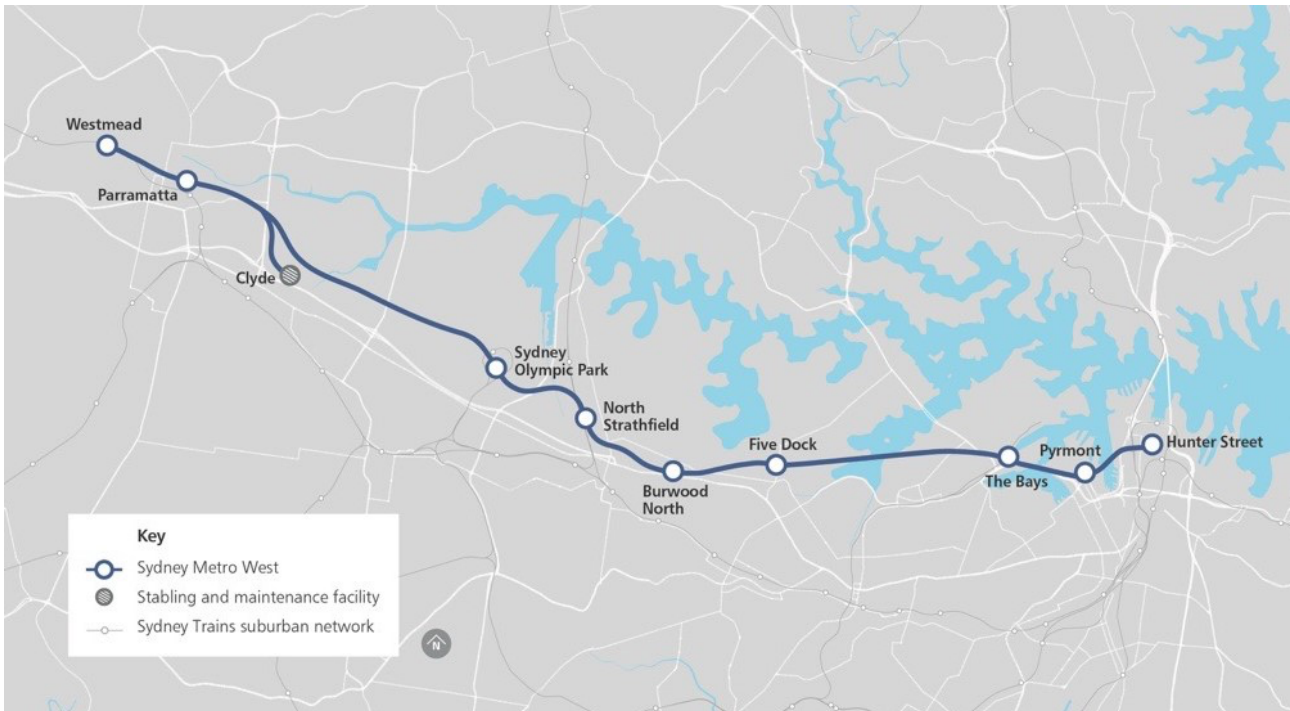 Westmead
Parramatta
Clyde
Sydney
Olympic Park
North
Strathfield
Five Dock
Burwood
North
Pyrmont
The Bays
Hunter Street
Key
Sydney Metro West
Stabling and maintenance facility
Sydney Trains suburban network
N